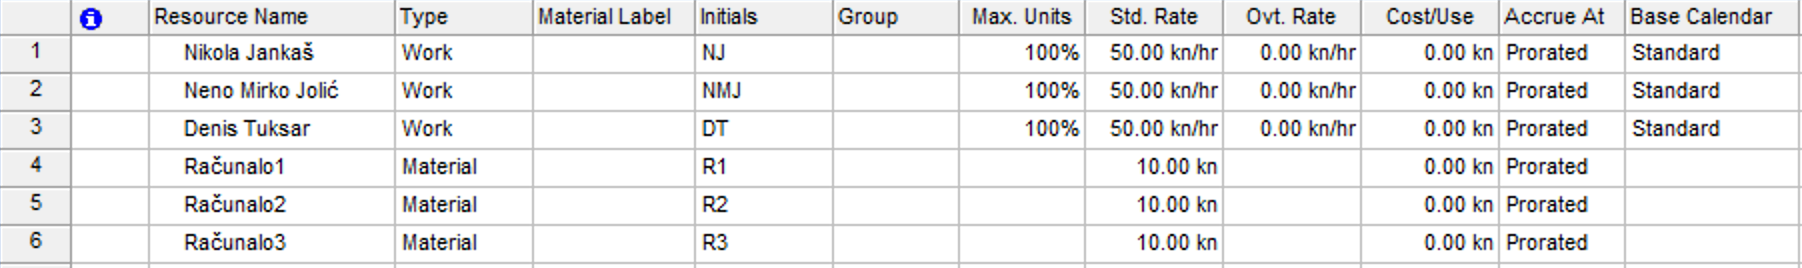 Resource Name Type Material Label Initials Group Max. Units Std. Rate Ovt. Rate Cost/Use Accrue At Base Calendar
1 Nikola Jankaš Work NJ 100% 50.00 kn/hr 0.00 kn/hr 0.00 kn Prorated Standard
2 Neno Mirko Jolić Work NMJ 100% 50.00 kn/hr 0.00 kn/hr 0.00 kn Prorated Standard
3 Denis Tuksar Work DT 100% 50.00 kn/hr 0.00 kn/hr 0.00 kn Prorated Standard
4 Računalo1 Material R1 10.00 kn 0.00 kn Prorated
5 Računalo2 Material R2 10.00 kn 0.00 kn Prorated
6 Računalo3 Material R3 10.00 kn 0.00 kn Prorated